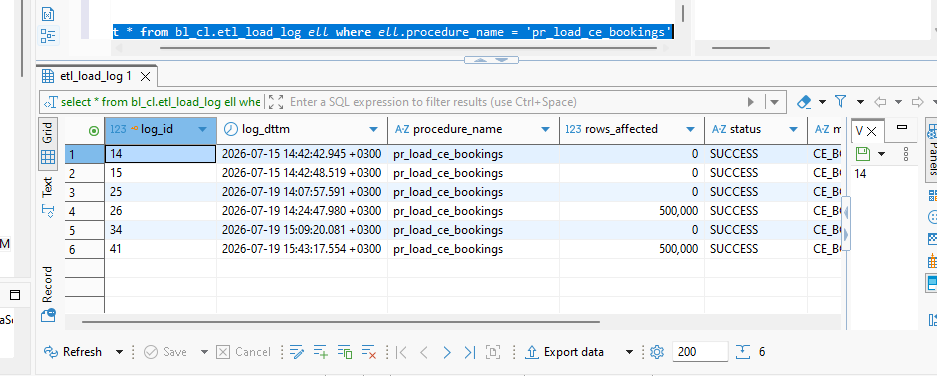 t * from bl_cl.etl_load_log ell where ell.procedure_name = 'pr_load_ce_bookings'
etl_load_log 1
select * from bl_cl.etl_load_log ell whe
Enter a SQL expression to filter results (use Ctrl+Space)
Grid
Text
Record
123 log_id
log_dttm
A-Z procedure_name
123 rows_affected
A-Z status
A-Z m
1 14 2026-07-15 14:42:42.945 +0300 pr_load_ce_bookings 0 SUCCESS CE_BO
2 15 2026-07-15 14:42:48.519 +0300 pr_load_ce_bookings 0 SUCCESS CE_BO
3 25 2026-07-19 14:07:57.591 +0300 pr_load_ce_bookings 0 SUCCESS CE_BO
4 26 2026-07-19 14:24:47.980 +0300 pr_load_ce_bookings 500,000 SUCCESS CE_BO
5 34 2026-07-19 15:09:20.081 +0300 pr_load_ce_bookings 0 SUCCESS CE_BO
6 41 2026-07-19 15:43:17.554 +0300 pr_load_ce_bookings 500,000 SUCCESS CE_BO
V
14
Panels
M
Refresh
Save
Cancel
Export data
200
6